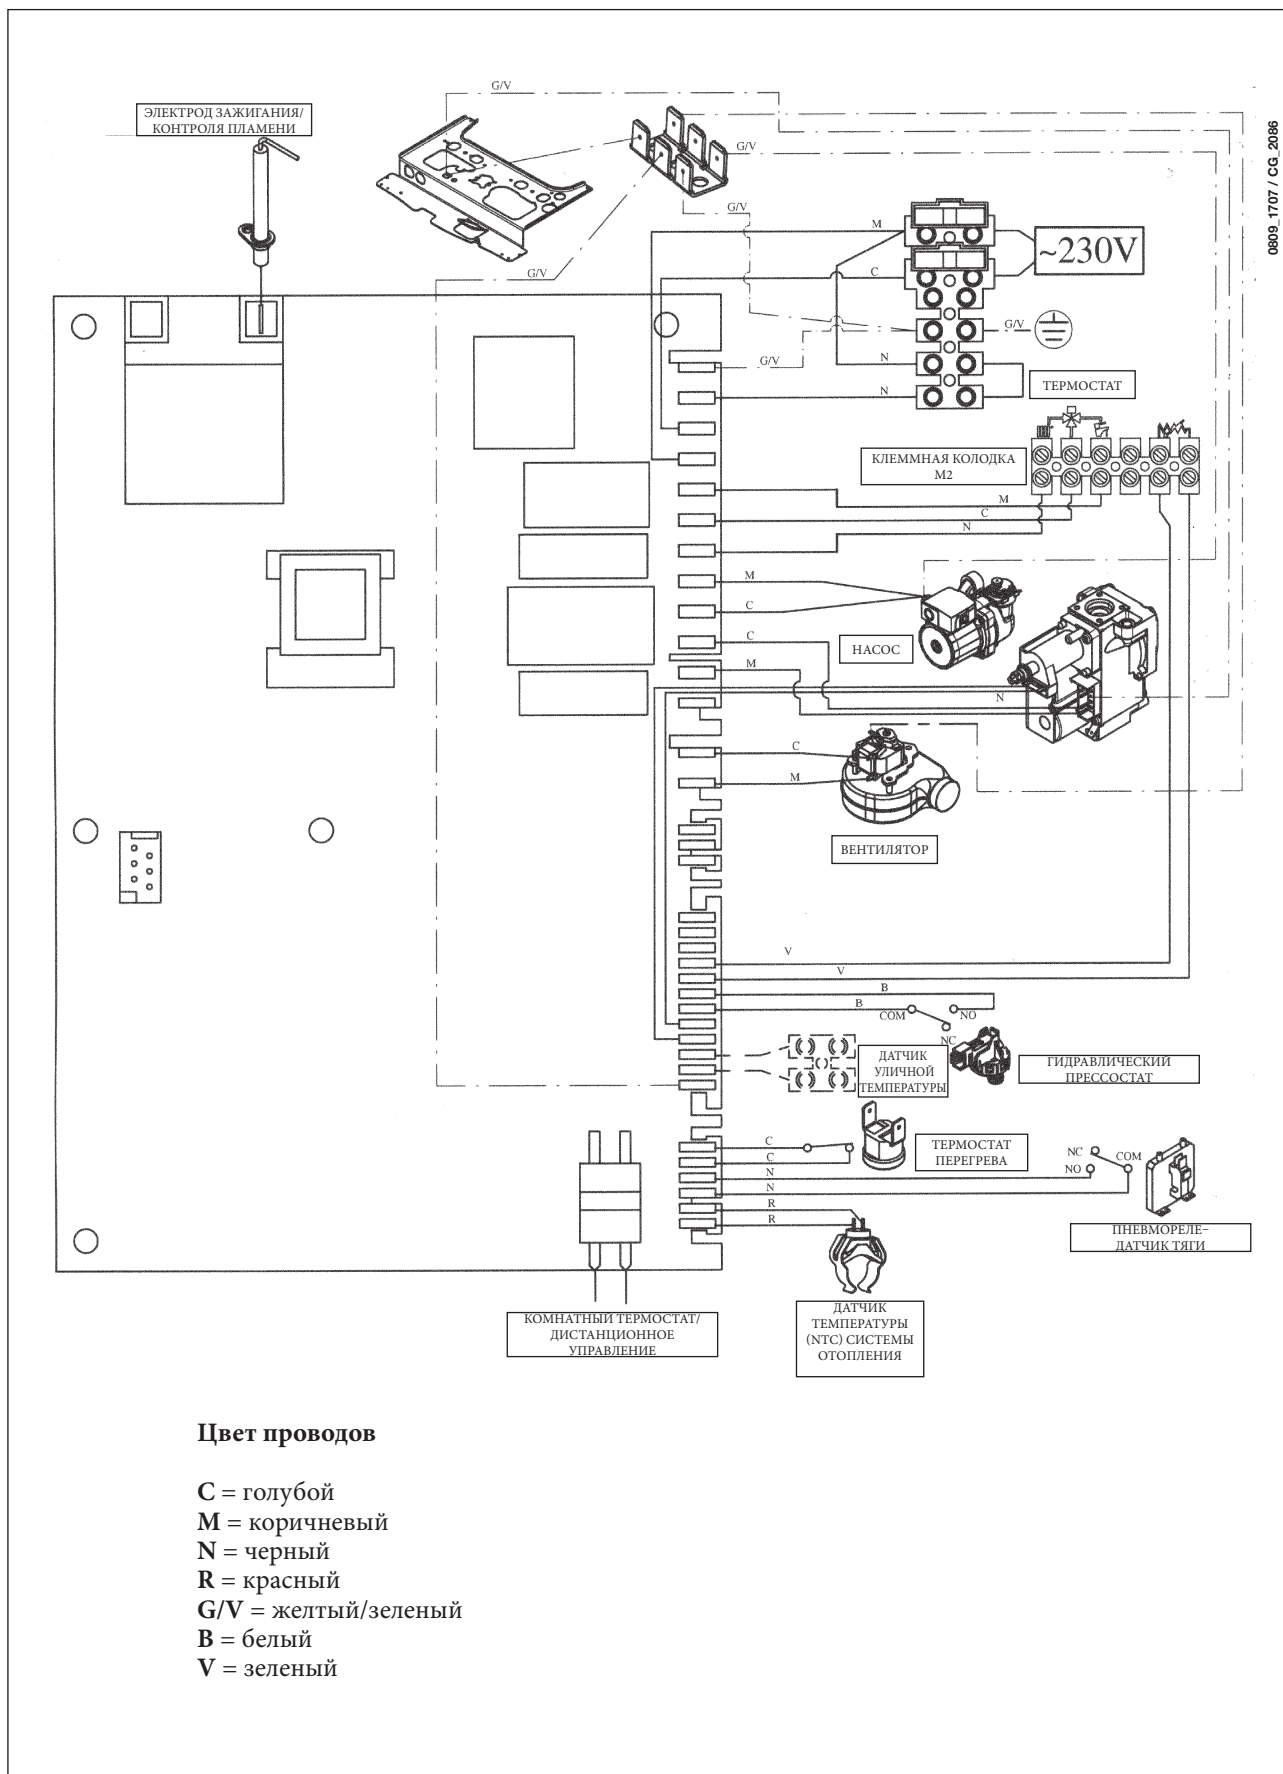 G/V
ЭЛЕКТРОД ЗАЖИГАНИЯ/
КОНТРОЛЯ ПЛАМЕНИ
0809_1707 / CG_2086
G/V
M
~230V
G/V
C
G/V
G/V
N
ТЕРМОСТАТ
N
КЛЕММНАЯ КОЛОДКА
М2
M
C
N
M
C
НАСОС
C
M
N
C
M
ВЕНТИЛЯТОР
V
V
B
B
COM
NO
NC
ДАТЧИК
УЛИЧНОЙ
ТЕМПЕРАТУРЫ
ГИДРАВЛИЧЕСКИЙ
ПРЕССОСТАТ
C
C
ТЕРМОСТАТ
ПЕРЕГРЕВА
NC
COM
NO
N
N
R
R
ПНЕВМОРЕЛЕ–
ДАТЧИК ТЯГИ
КОМНАТНЫЙ ТЕРМОСТАТ/
ДИСТАНЦИОННОЕ
УПРАВЛЕНИЕ
ДАТЧИК
ТЕМПЕРАТУРЫ
(NTC) СИСТЕМЫ
ОТОПЛЕНИЯ
Цвет проводов
C = голубой
M = коричневый
N = черный
R = красный
G/V = желтый/зеленый
B = белый
V = зеленый